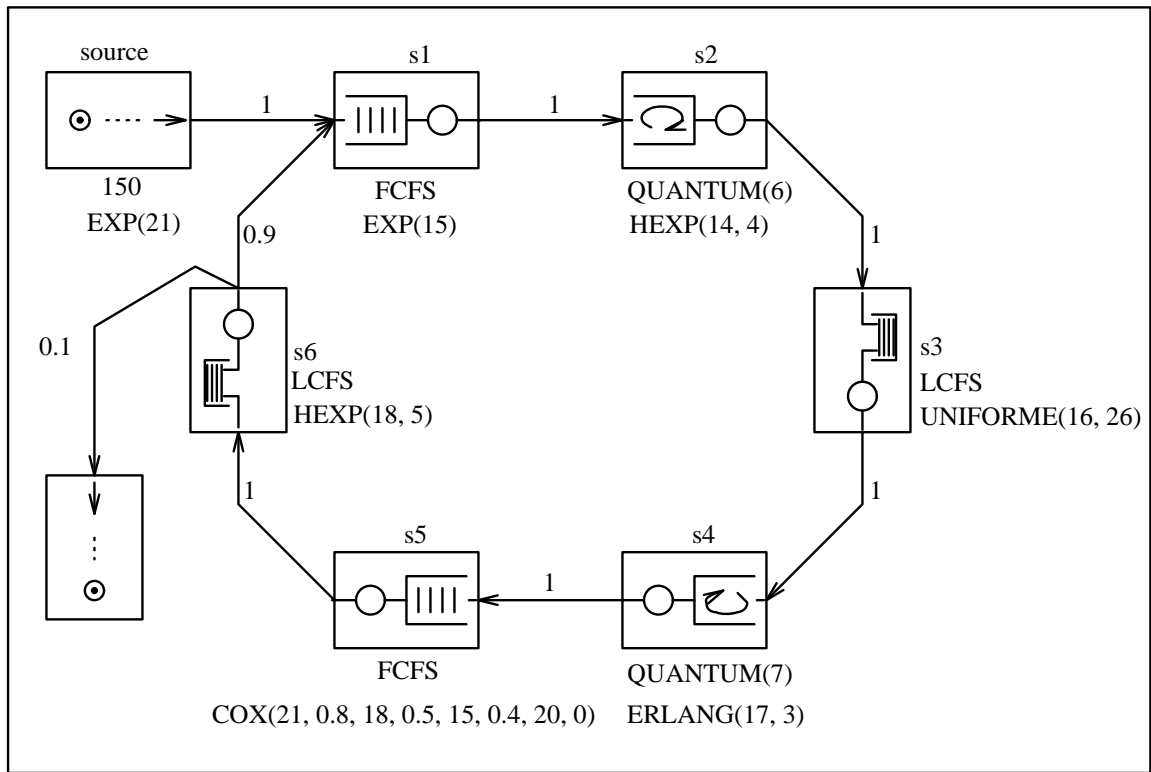 source
s1
s2
1
1
150
EXP(21)
FCFS
EXP(15)
QUANTUM(6)
HEXP(14, 4)
0.9
1
0.1
s6
LCFS
HEXP(18, 5)
s3
LCFS
UNIFORME(16, 26)
1
1
s5
s4
1
FCFS
QUANTUM(7)
COX(21, 0.8, 18, 0.5, 15, 0.4, 20, 0)
ERLANG(17, 3)